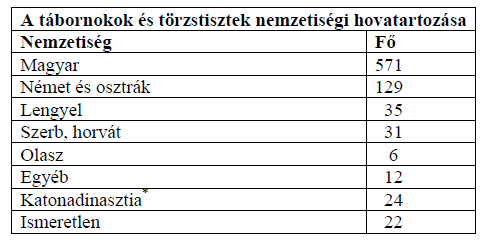 A tábornokok és törzstisztek nemzetiségi hovatartozása
Nemzetiség Fő
Magyar 571
Német és osztrák 129
Lengyel 35
Szerb, horvát 31
Olasz 6
Egyéb 12
Katonadinasztia* 24
Ismeretlen 22